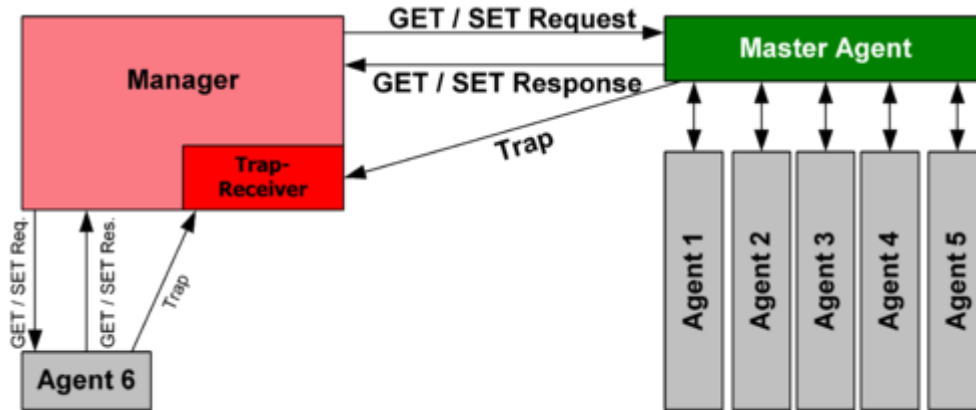 GET / SET Request
Manager
Master Agent
GET / SET Response
Trap
Trap-
Receiver
GET / SET Req.
GET / SET Res.
Trap
Agent 1
Agent 2
Agent 3
Agent 4
Agent 5
Agent 6